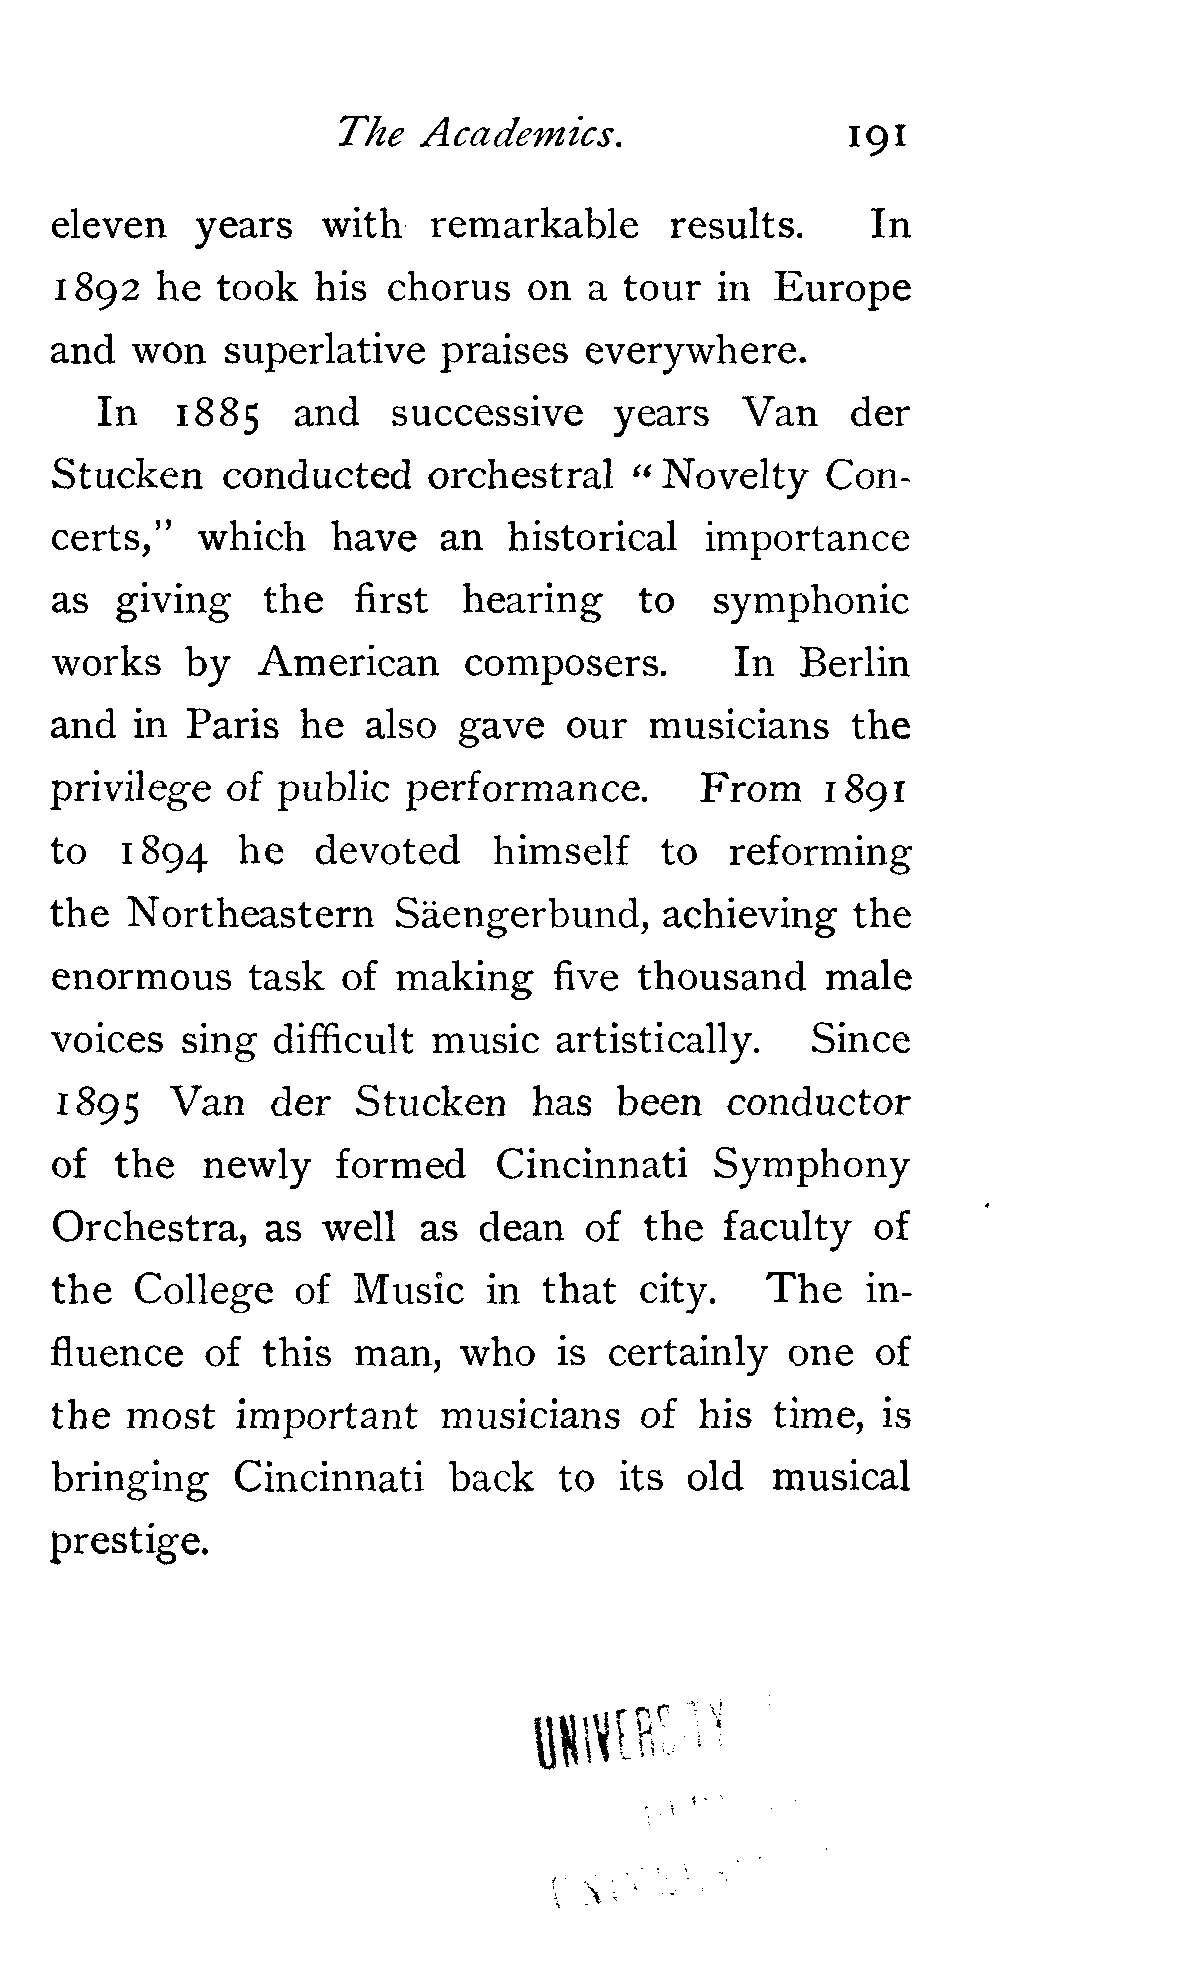 The Academics. 191
eleven years with remarkable results. In
1892 he took his chorus on a tour in Europe
and won superlative praises everywhere.
In 1885 and successive years Van der
Stucken conducted orchestral “Novelty Con-
certs,” which have an historical importance
as giving the first hearing to symphonic
works by American composers. In Berlin
and in Paris he also gave our musicians the
privilege of public performance. From 1891
to 1894 he devoted himself to reforming
the Northeastern Säengerbund, achieving the
enormous task of making five thousand male
voices sing difficult music artistically. Since
1895 Van der Stucken has been conductor
of the newly formed Cincinnati Symphony
Orchestra, as well as dean of the faculty of
the College of Music in that city. The in-
fluence of this man, who is certainly one of
the most important musicians of his time, is
bringing Cincinnati back to its old musical
prestige.
UNIVERSITY